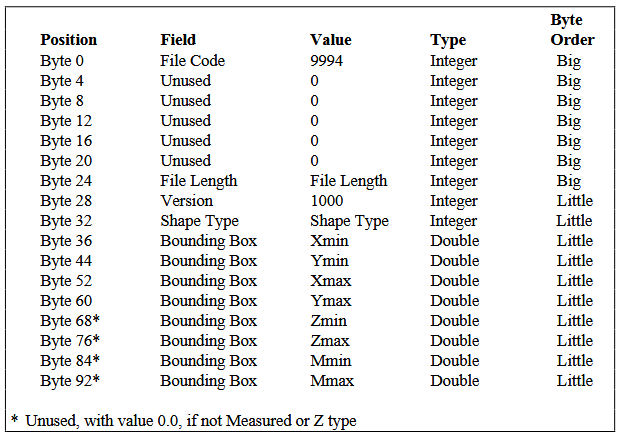 Byte
Position Field Value Type Order
Byte 0 File Code 9994 Integer Big
Byte 4 Unused 0 Integer Big
Byte 8 Unused 0 Integer Big
Byte 12 Unused 0 Integer Big
Byte 16 Unused 0 Integer Big
Byte 20 Unused 0 Integer Big
Byte 24 File Length File Length Integer Big
Byte 28 Version 1000 Integer Little
Byte 32 Shape Type Shape Type Integer Little
Byte 36 Bounding Box Xmin Double Little
Byte 44 Bounding Box Ymin Double Little
Byte 52 Bounding Box Xmax Double Little
Byte 60 Bounding Box Ymax Double Little
Byte 68* Bounding Box Zmin Double Little
Byte 76* Bounding Box Zmax Double Little
Byte 84* Bounding Box Mmin Double Little
Byte 92* Bounding Box Mmax Double Little
* Unused, with value 0.0, if not Measured or Z type